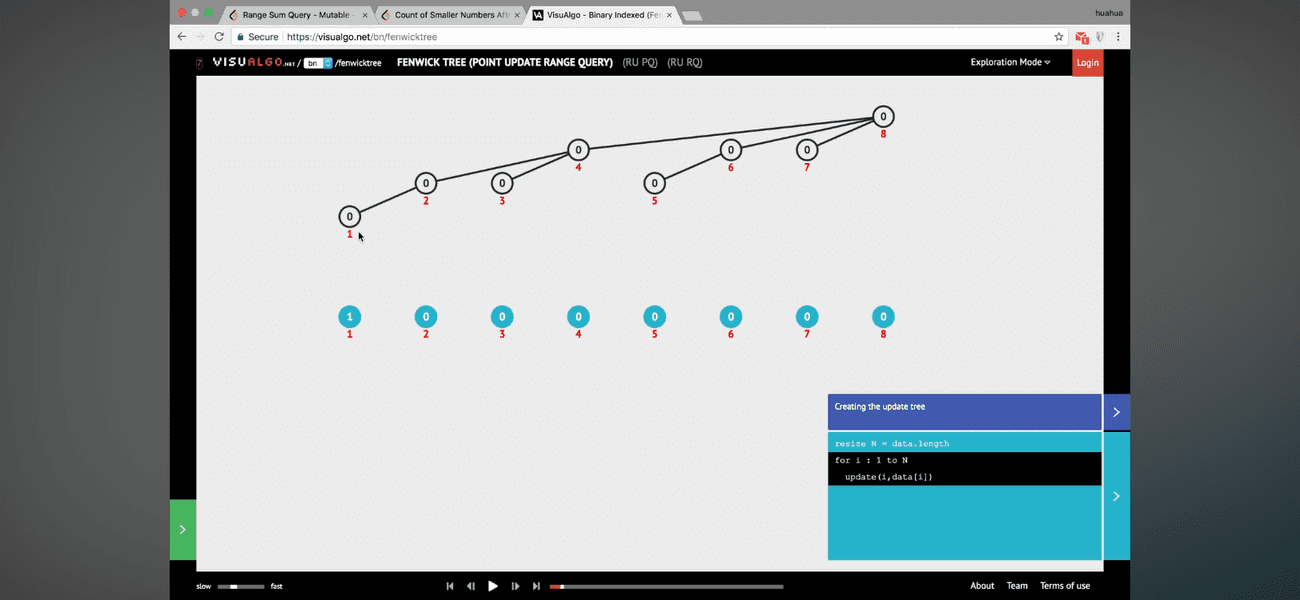 Range Sum Query - Mutable -
Count of Smaller Numbers Afte
VisuAlgo - Binary Indexed (Fen
huahua
Secure
https://visualgo.net/bn/fenwicktree
7
VISUALGO.NET / bn /fenwicktree
FENWICK TREE (POINT UPDATE RANGE QUERY) (RU PQ) (RU RQ)
Exploration Mode
Login
0
8
0 0 0
4 6 7
0 0 0
2 3 5
0
1
1 0 0 0 0 0 0 0
1 2 3 4 5 6 7 8
Creating the update tree
resize N = data.length
for i : 1 to N
update(i,data[i])
slow fast
About Team Terms of use